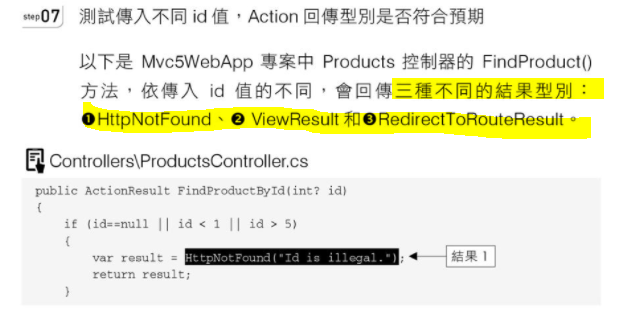 step07 測試傳入不同 id 值，Action 回傳型別是否符合預期
以下是 Mvc5WebApp 專案中 Products 控制器的 FindProduct()
方法，依傳入 id 值的不同，會回傳三種不同的結果型別：
❶HttpNotFound、❷ ViewResult 和❸RedirectToRouteResult。
Controllers\ProductsController.cs
public ActionResult FindProductById(int? id)
{
if (id==null || id < 1 || id > 5)
{
var result = HttpNotFound("Id is illegal."); 結果 1
return result;
}